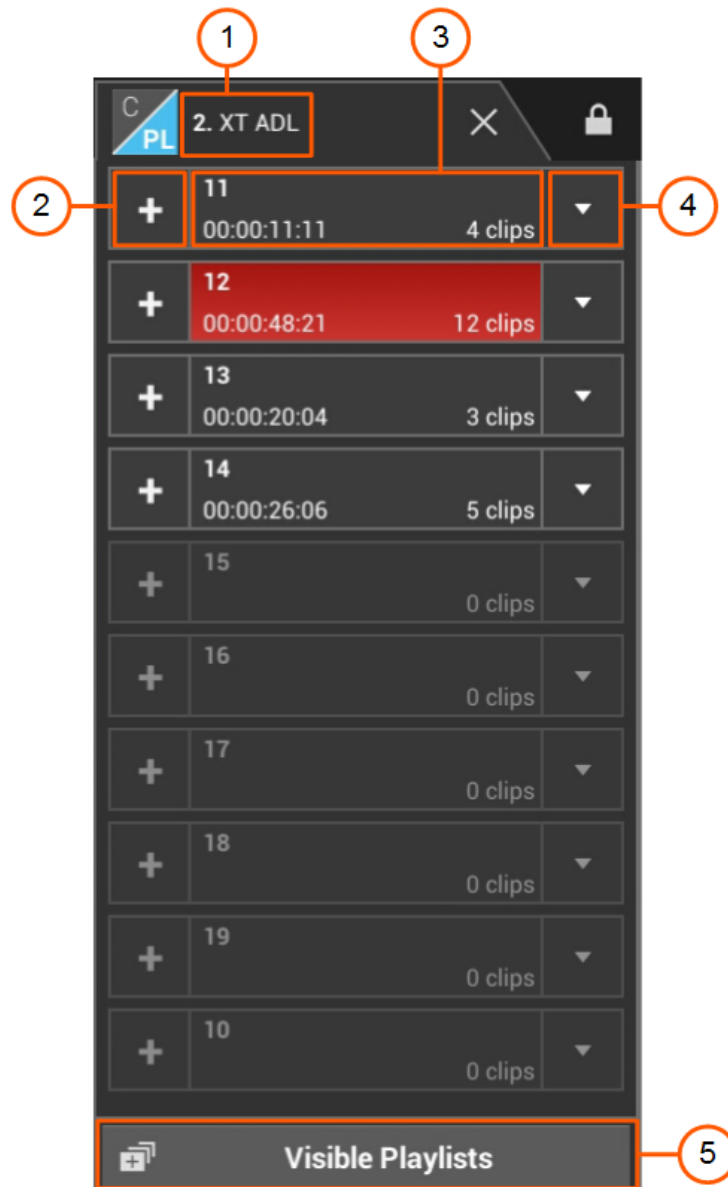 1 3
C
PL 2. XT ADL
2 4
11
00:00:11:11 4 clips
12
00:00:48:21 12 clips
13
00:00:20:04 3 clips
14
00:00:26:06 5 clips
15
0 clips
16
0 clips
17
0 clips
18
0 clips
19
0 clips
10
0 clips
Visible Playlists 5